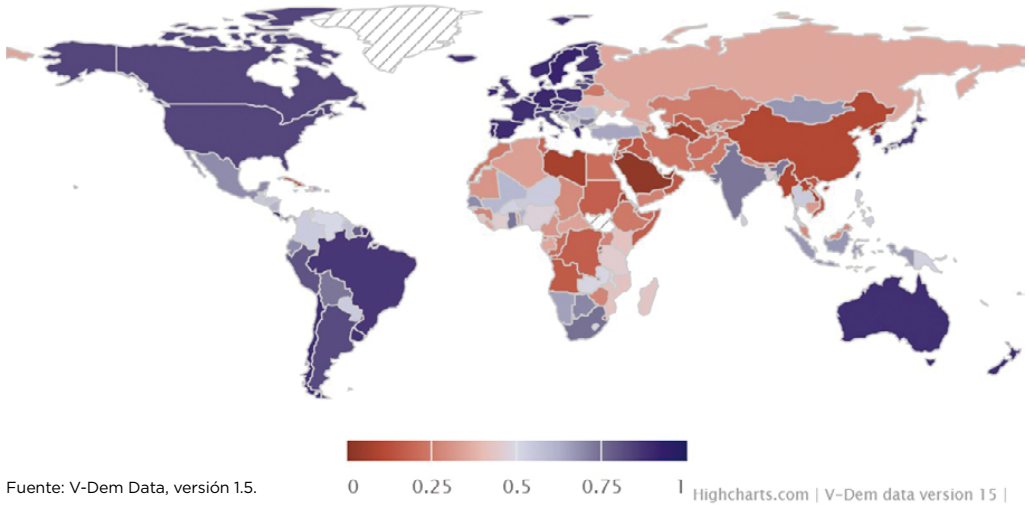 0 0.25 0.5 0.75 1
Fuente: V-Dem Data, versión 1.5.
Highcharts.com | V-Dem data version 15 |